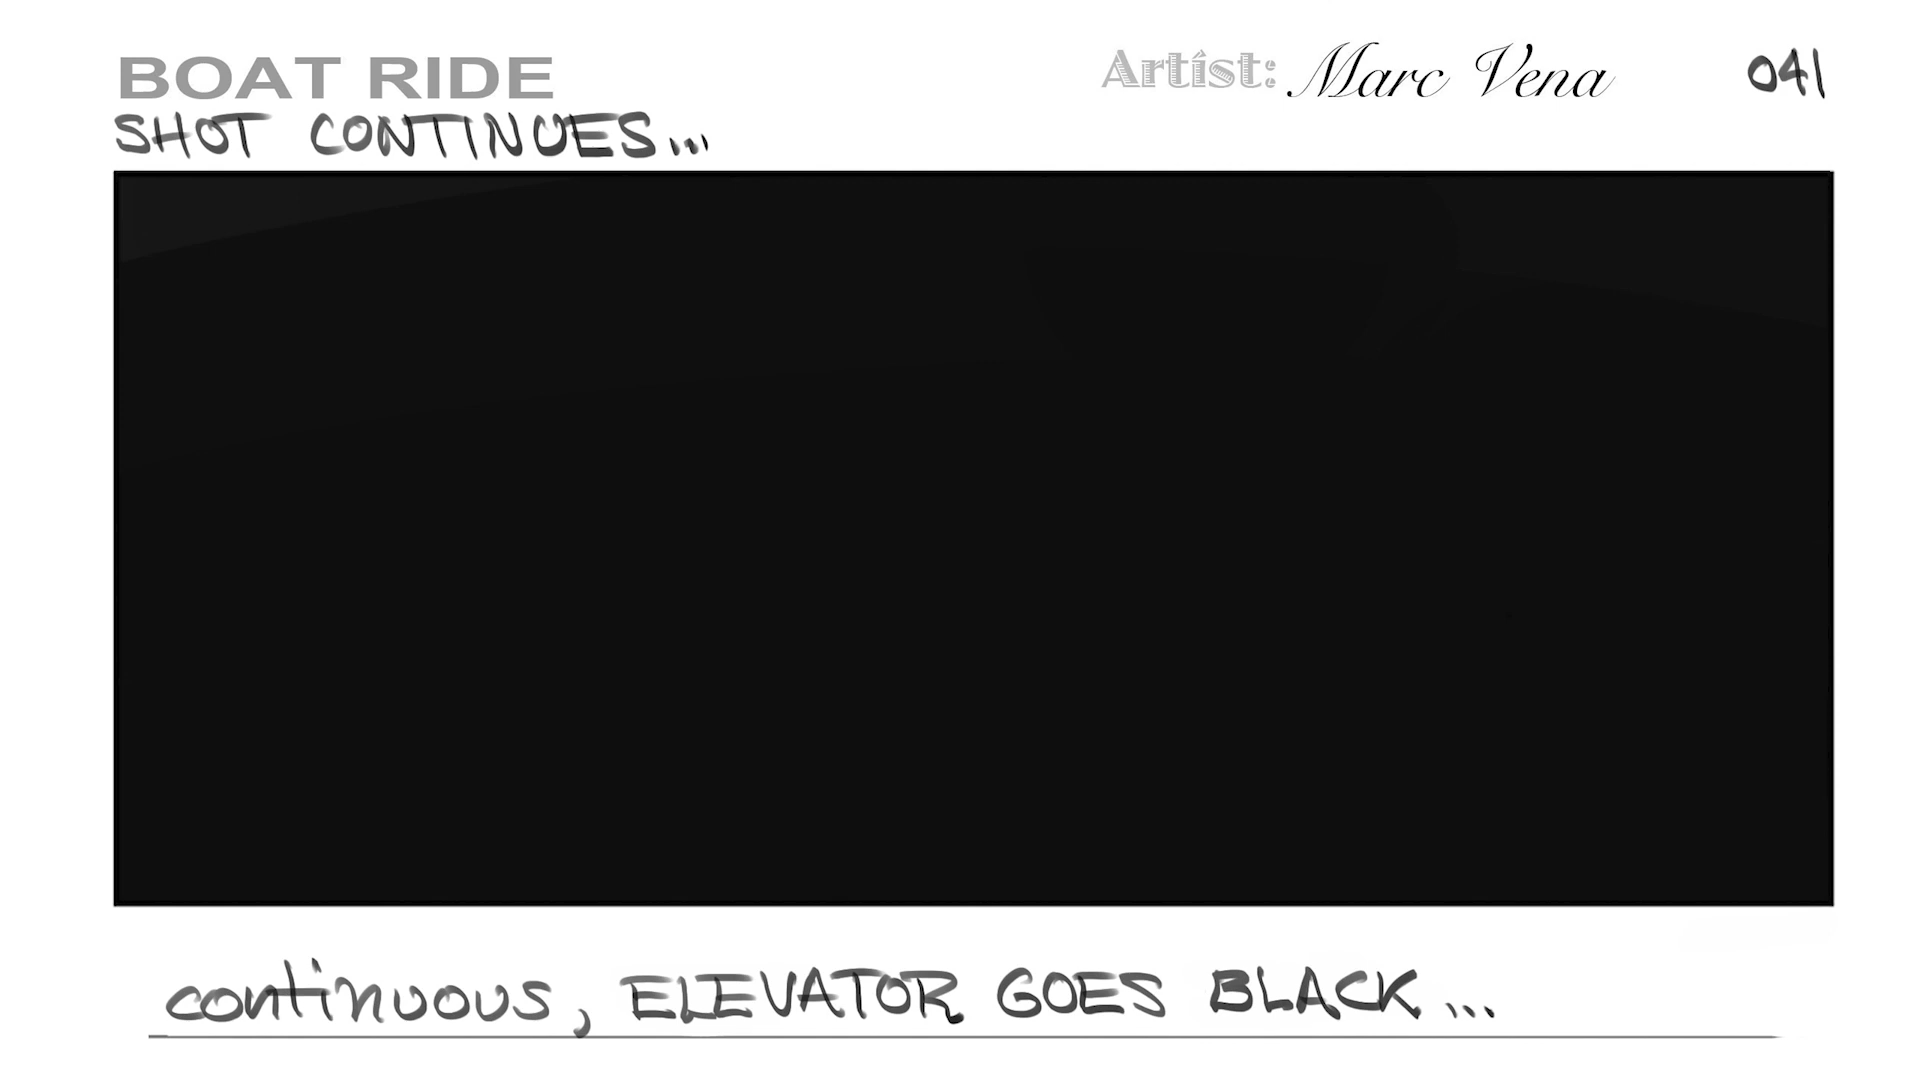 BOAT RIDE
Artist: Marc Vena
041
SHOT CONTINUES...
continuous, ELEVATOR GOES BLACK...